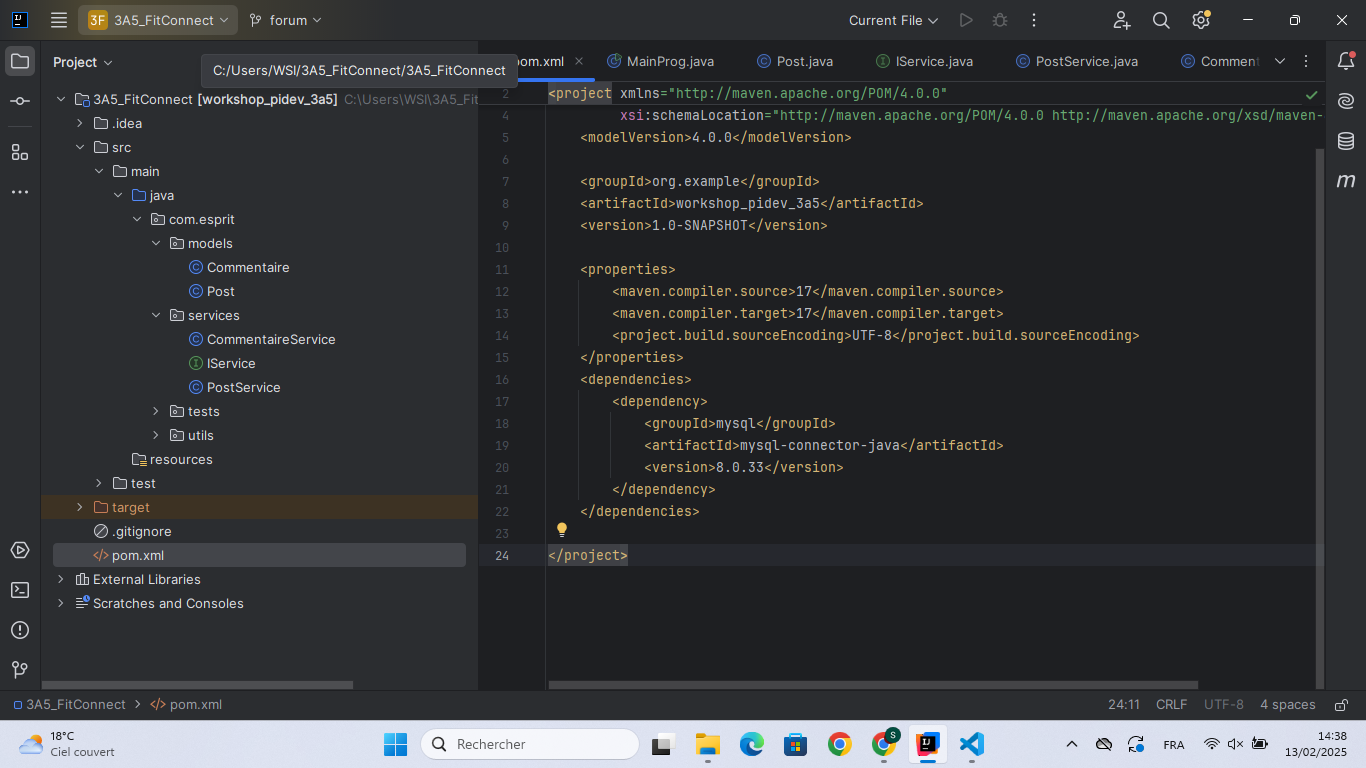 3F 3A5_FitConnect forum Current File
Project
C:/Users/WSI/3A5_FitConnect/3A5_FitConnect
pom.xml MainProg.java Post.java IService.java PostService.java Comment
3A5_FitConnect [workshop_pidev_3a5] C:\Users\WSI\3A5_Fit
.idea
src
main
java
com.esprit
models
Commentaire
Post
services
CommentaireService
IService
PostService
tests
utils
resources
test
target
.gitignore
pom.xml
External Libraries
Scratches and Consoles
2 <project xmlns="http://maven.apache.org/POM/4.0.0"
4 xsi:schemaLocation="http://maven.apache.org/POM/4.0.0 http://maven.apache.org/xsd/maven-
5 <modelVersion>4.0.0</modelVersion>
6
7 <groupId>org.example</groupId>
8 <artifactId>workshop_pidev_3a5</artifactId>
9 <version>1.0-SNAPSHOT</version>
10
11 <properties>
12 <maven.compiler.source>17</maven.compiler.source>
13 <maven.compiler.target>17</maven.compiler.target>
14 <project.build.sourceEncoding>UTF-8</project.build.sourceEncoding>
15 </properties>
16 <dependencies>
17 <dependency>
18 <groupId>mysql</groupId>
19 <artifactId>mysql-connector-java</artifactId>
20 <version>8.0.33</version>
21 </dependency>
22 </dependencies>
23
24 </project>
3A5_FitConnect > pom.xml 24:11 CRLF UTF-8 4 spaces
18°C
Ciel couvert
Rechercher
S
FRA
14:38
13/02/2025